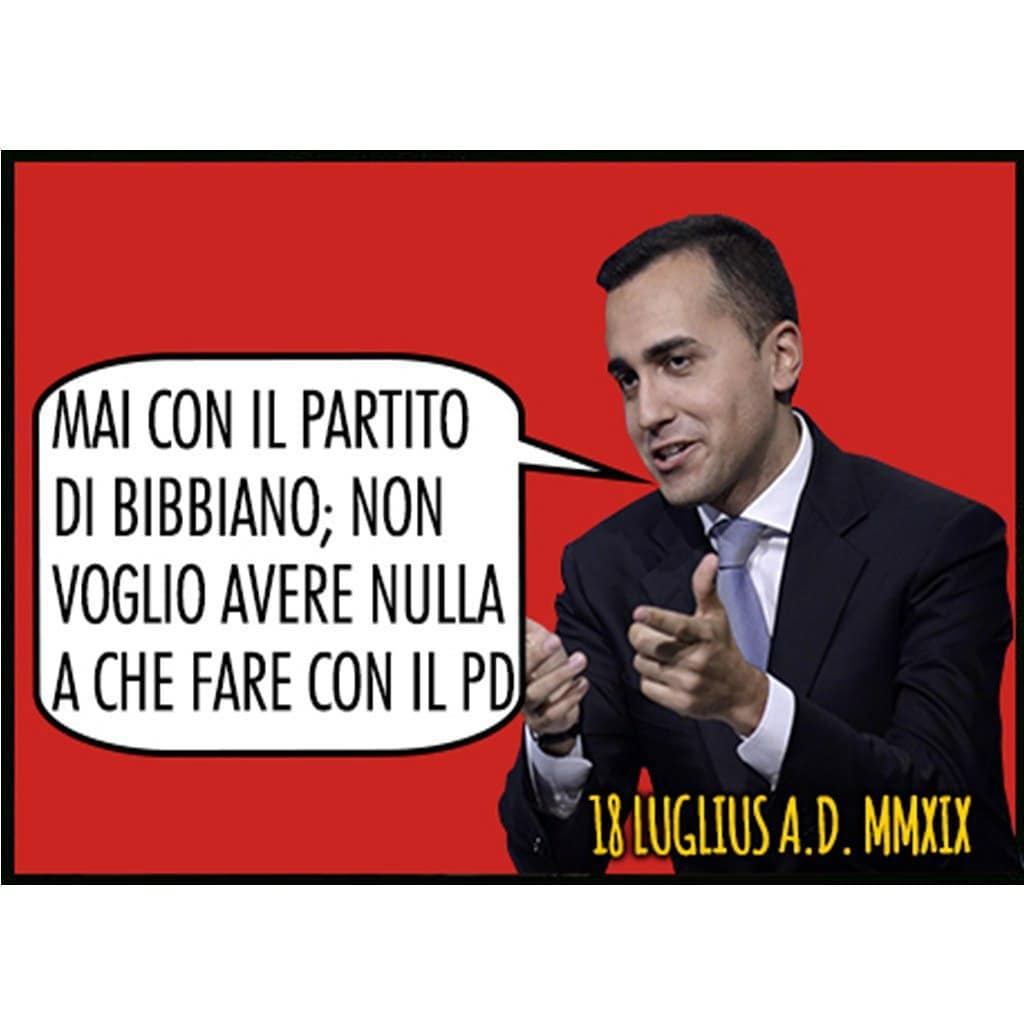 MAI CON IL PARTITO
DI BIBBIANO; NON
VOGLIO AVERE NULLA
A CHE FARE CON IL PD
18 LUGLIUS A.D. MMXIX